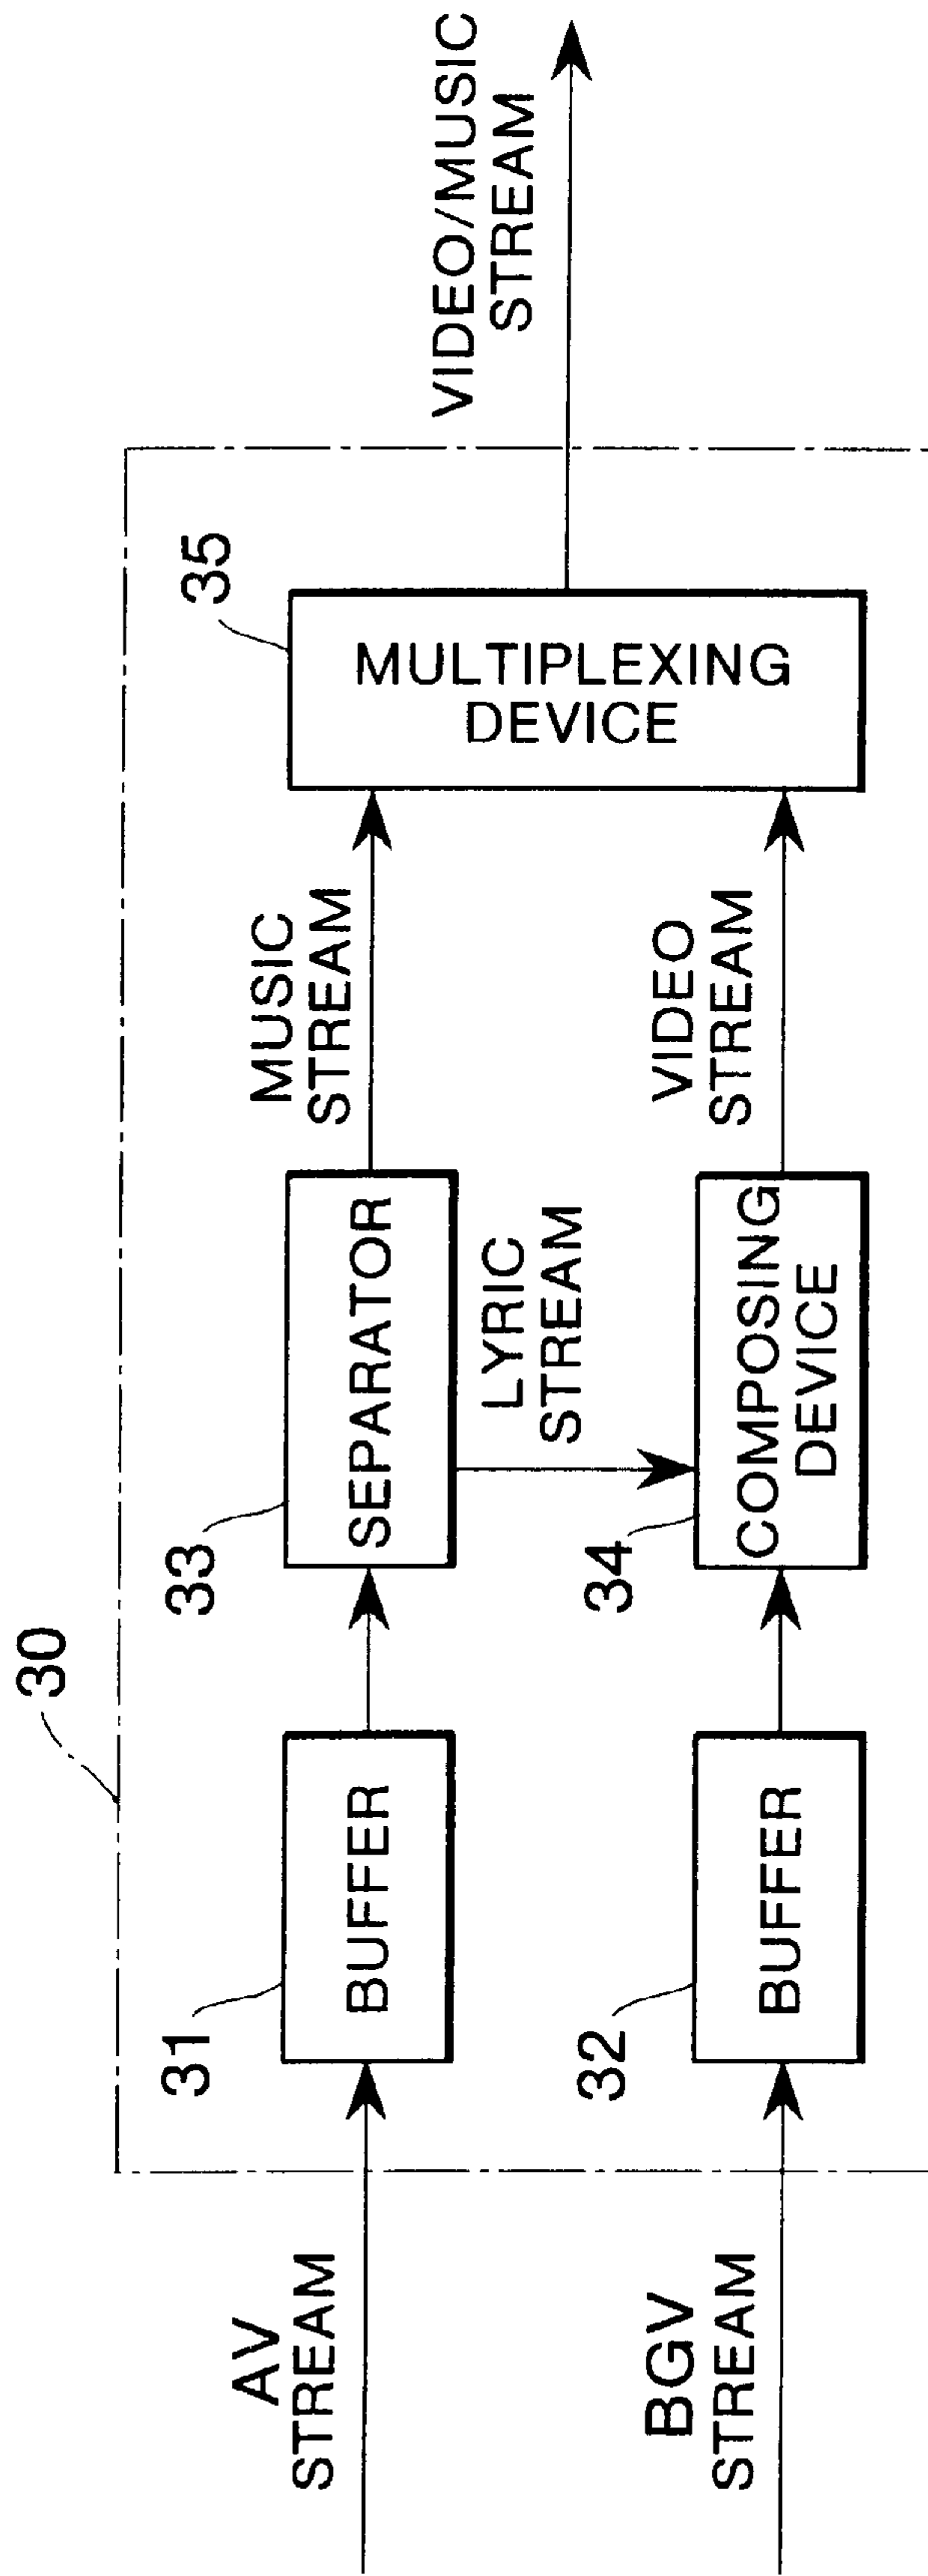 30
AV
STREAM
31
BUFFER
33
SEPARATOR
MUSIC
STREAM
LYRIC
STREAM
35
MULTIPLEXING
DEVICE
VIDEO/MUSIC
STREAM
BGV
STREAM
32
BUFFER
34
COMPOSING
DEVICE
VIDEO
STREAM